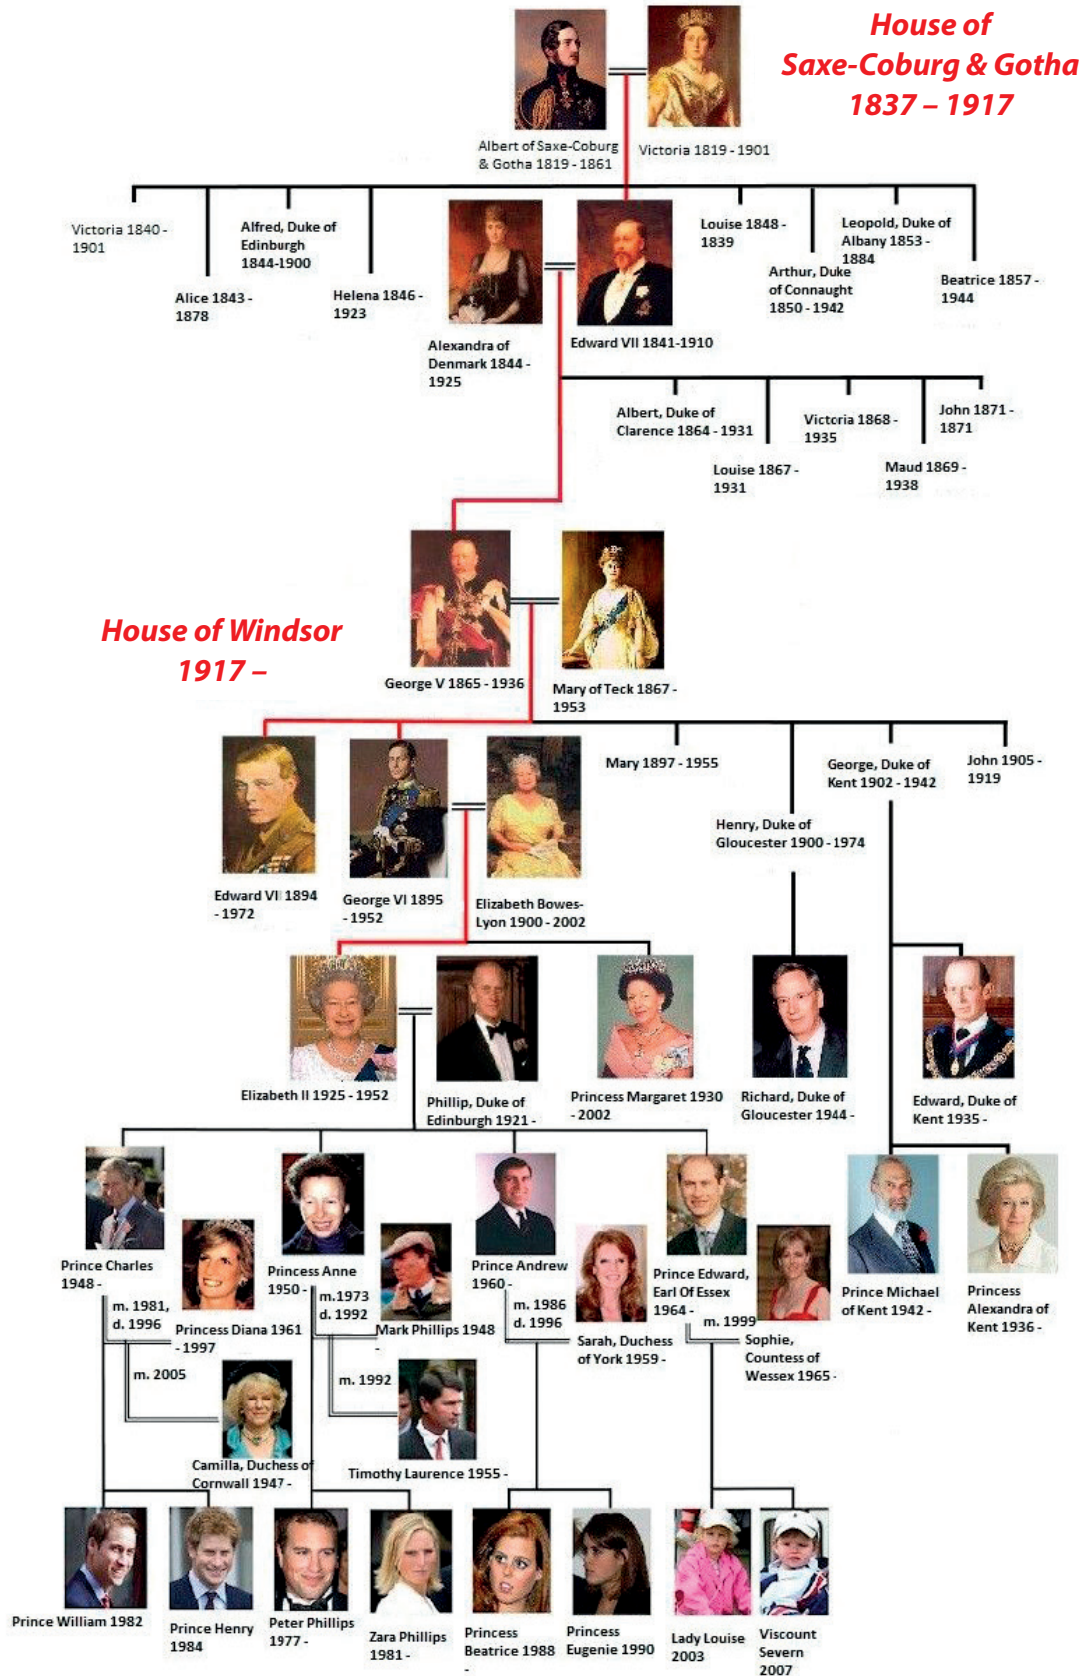 House of
Saxe-Coburg & Gotha
1837 – 1917
Albert of Saxe-Coburg
& Gotha 1819 - 1861
Victoria 1819 - 1901
Victoria 1840 -
1901
Alice 1843 -
1878
Alfred, Duke of
Edinburgh
1844-1900
Helena 1846 -
1923
Alexandra of
Denmark 1844 -
1925
Edward VII 1841-1910
Louise 1848 -
1839
Arthur, Duke
of Connaught
1850 - 1942
Leopold, Duke of
Albany 1853 -
1884
Beatrice 1857 -
1944
Albert, Duke of
Clarence 1864 - 1931
Louise 1867 -
1931
Victoria 1868 -
1935
Maud 1869 -
1938
John 1871 -
1871
House of Windsor
1917 –
George V 1865 - 1936
Mary of Teck 1867 -
1953
Edward VII 1894
- 1972
George VI 1895
- 1952
Elizabeth Bowes-
Lyon 1900 - 2002
Mary 1897 - 1955
Henry, Duke of
Gloucester 1900 - 1974
George, Duke of
Kent 1902 - 1942
John 1905 -
1919
Elizabeth II 1925 - 1952
Phillip, Duke of
Edinburgh 1921 -
Princess Margaret 1930
- 2002
Richard, Duke of
Gloucester 1944 -
Edward, Duke of
Kent 1935 -
Prince Charles
1948 -
m. 1981,
d. 1996
Princess Diana 1961
- 1997
m. 2005
Camilla, Duchess of
Cornwall 1947 -
Princess Anne
1950 -
m.1973
d. 1992
Mark Phillips 1948
-
m. 1992
Timothy Laurence 1955 -
Prince Andrew
1960 -
m. 1986
d. 1996
Sarah, Duchess
of York 1959 -
Prince Edward,
Earl Of Essex
1964 -
m. 1999
Sophie,
Countess of
Wessex 1965 -
Prince Michael
of Kent 1942 -
Princess
Alexandra of
Kent 1936 -
Prince William 1982
Prince Henry
1984
Peter Phillips
1977 -
Zara Phillips
1981 -
Princess
Beatrice 1988
-
Princess
Eugenie 1990
Lady Louise
2003
Viscount
Severn
2007